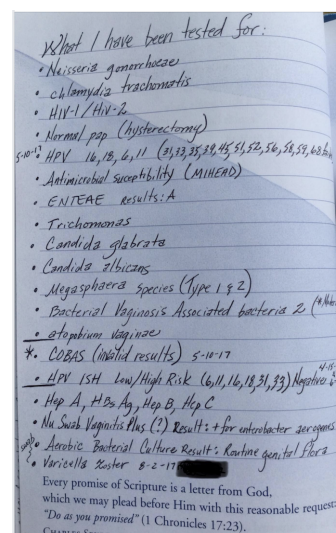 What I have been tested for:
• Neisseria gonorrhoeae
• chlamydia trachomatis
• HIV-1/HIV-2
• Normal pap (hysterectomy)
5-10-17 • HPV 16, 18, 6, 11 (31,33,35,39,45,51,52,56,58,59,68
• Antimicrobial Suceptibility (MIHEAD)
• ENTEAE results: A
• Trichomonas
• Candida glabrata
• Candida albicans
• Megasphaera Species (Type 1 & 2)
• Bacterial Vaginosis Associated bacteria 2
• atopobium vaginae
*• COBAS (invalid results) 5-10-17
• HPV ISH Low/High Risk (6,11,16,18,31,33) Negative
• Hep A, HBs Ag, Hep B, Hep C
• Nu Swab Vaginitis Plus (?) Result: + for enterobacter aerogenes
• Aerobic Bacterial Culture Result: Routine genital flora
• Varicella Zoster 8-2-17
Every promise of Scripture is a letter from God,
which we may plead before Him with this reasonable request:
"Do as you promised" (1 Chronicles 17:23).